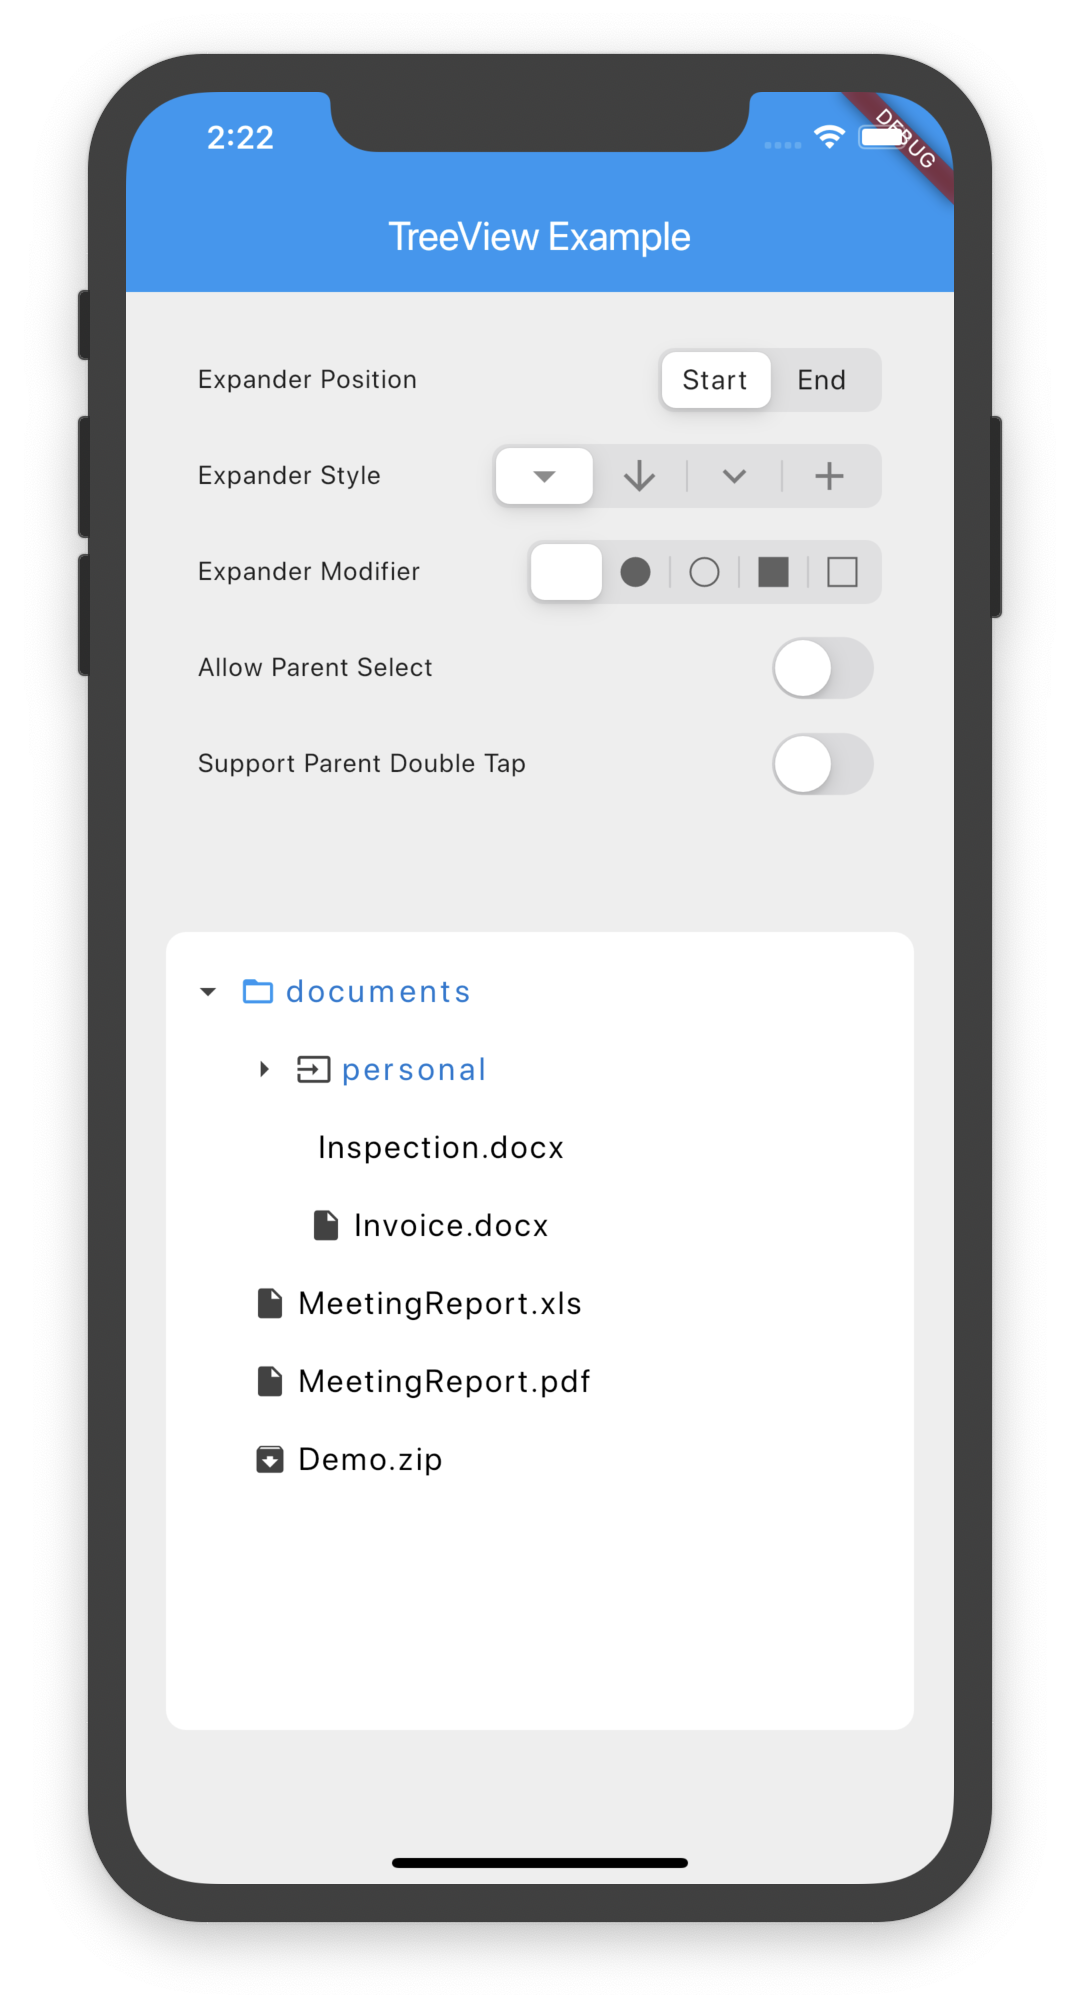 2:22
DEBUG
TreeView Example
Expander Position
Start
End
Expander Style
Expander Modifier
Allow Parent Select
Support Parent Double Tap
documents
personal
Inspection.docx
Invoice.docx
MeetingReport.xls
MeetingReport.pdf
Demo.zip